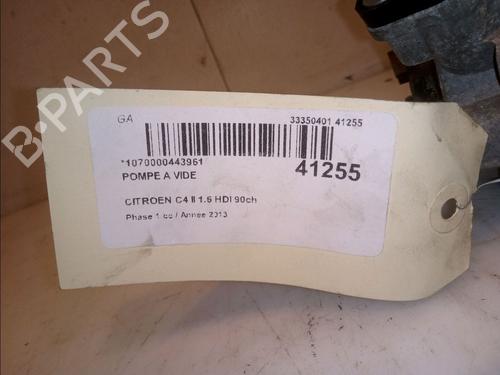 B-PARTS
GA 33350401 41255
*1070000443961 41255
POMPE A VIDE
CITROEN C4 II 1.6 HDI 90ch
Phase 1 / Annee 2013